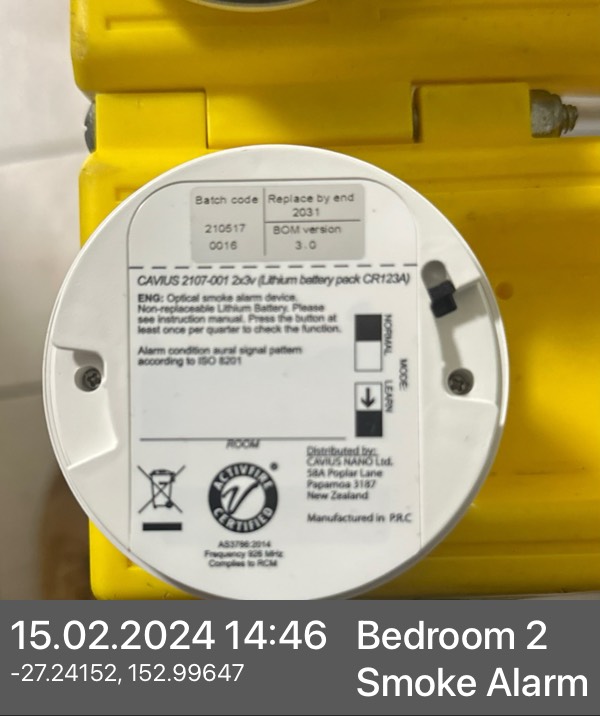 Batch code
210517
0016
Replace by end
2031
BOM version
3.0
CAVIUS 2107-001 2x3v (Lithium battery pack CR123A)
ENG: Optical smoke alarm device.
Non-replaceable Lithium Battery. Please
see instruction manual. Press the button at
least once per quarter to check the function.
Alarm condition aural signal pattern
according to ISO 8201
NORMAL
MODE:
LEARN
ROOM
ACTIVFIRE
CERTIFIED
®
AS3786:2014
Frequency 926 MHz
Complies to RCM
Distributed by:
CAVIUS NANO Ltd.
58A Poplar Lane
Papamoa 3187
New Zealand
Manufactured in P.R.C
15.02.2024 14:46
-27.24152, 152.99647
Bedroom 2
Smoke Alarm